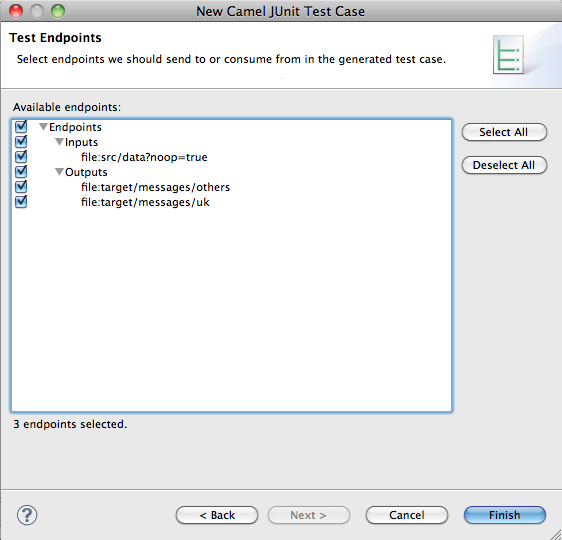 New Camel JUnit Test Case
Test Endpoints
Select endpoints we should send to or consume from in the generated test case.
Available endpoints:
Endpoints
Inputs
file:src/data?noop=true
Outputs
file:target/messages/others
file:target/messages/uk
Select All
Deselect All
3 endpoints selected.
?
< Back
Next >
Cancel
Finish